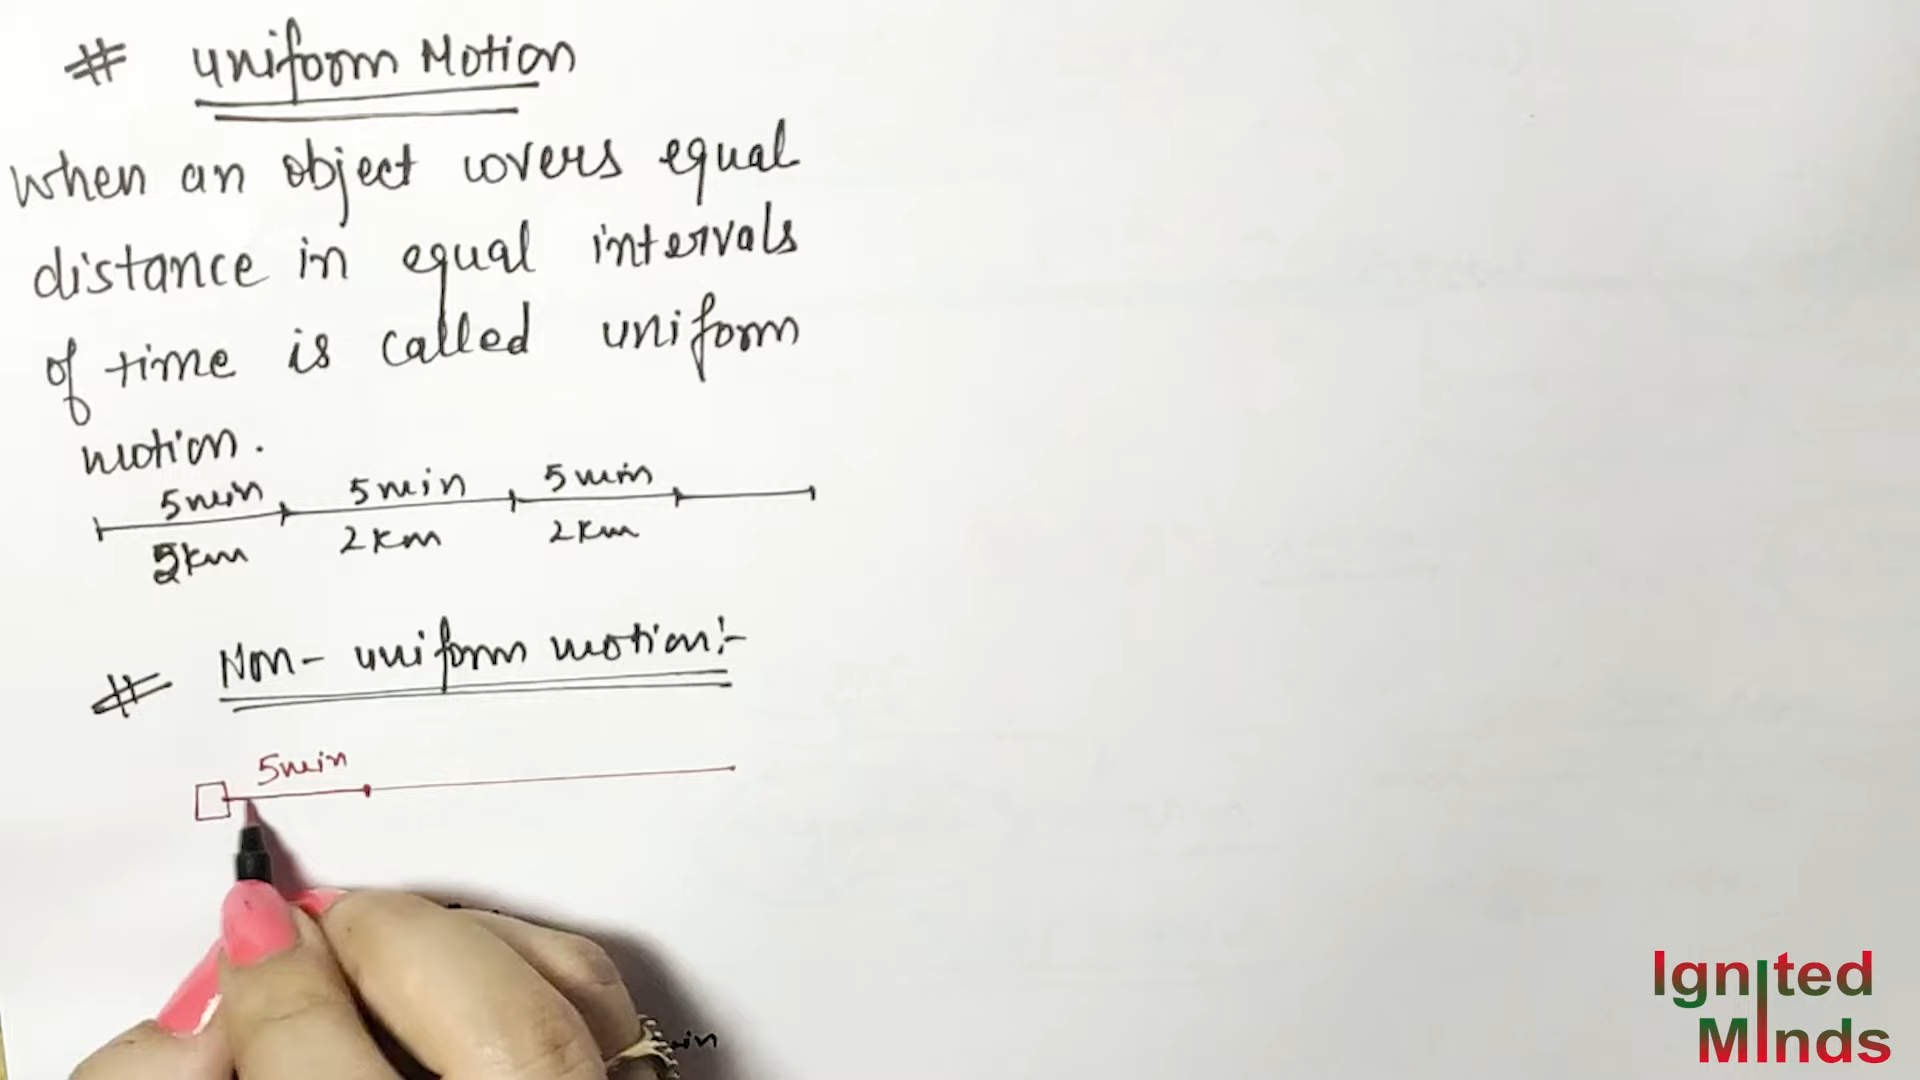 # uniform Motion
When an object covers equal
distance in equal intervals
of time is called uniform
motion.
5min 5min 5min
2km 2km 2km
# Non-uniform motion:-
5min
min
Ignited
Minds